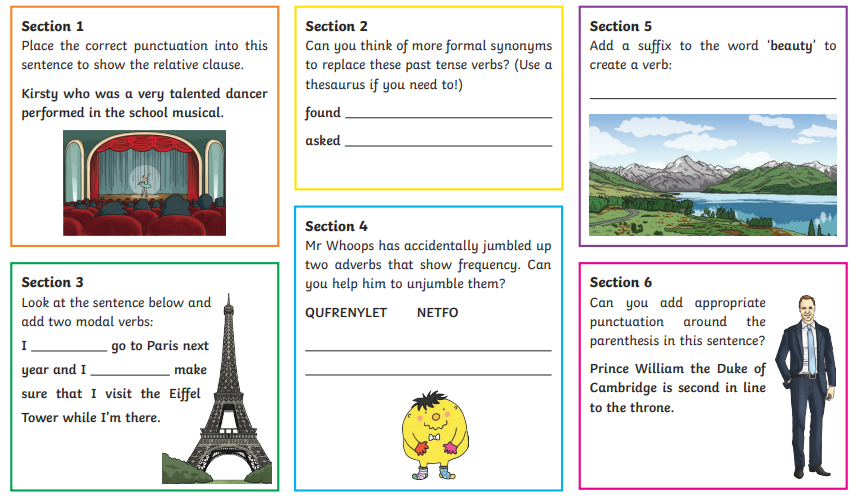 Section 1
Place the correct punctuation into this
sentence to show the relative clause.
Kirsty who was a very talented dancer
performed in the school musical.
Section 2
Can you think of more formal synonyms
to replace these past tense verbs? (Use a
thesaurus if you need to!)
found
asked
Section 5
Add a suffix to the word ‘beauty’ to
create a verb:
Section 3
Look at the sentence below and
add two modal verbs:
I ____________ go to Paris next
year and I ____________ make
sure that I visit the Eiffel
Tower while I’m there.
Section 4
Mr Whoops has accidentally jumbled up
two adverbs that show frequency. Can
you help him to unjumble them?
QUFRENYLET NETFO
Section 6
Can you add appropriate
punctuation around the
parenthesis in this sentence?
Prince William the Duke of
Cambridge is second in line
to the throne.